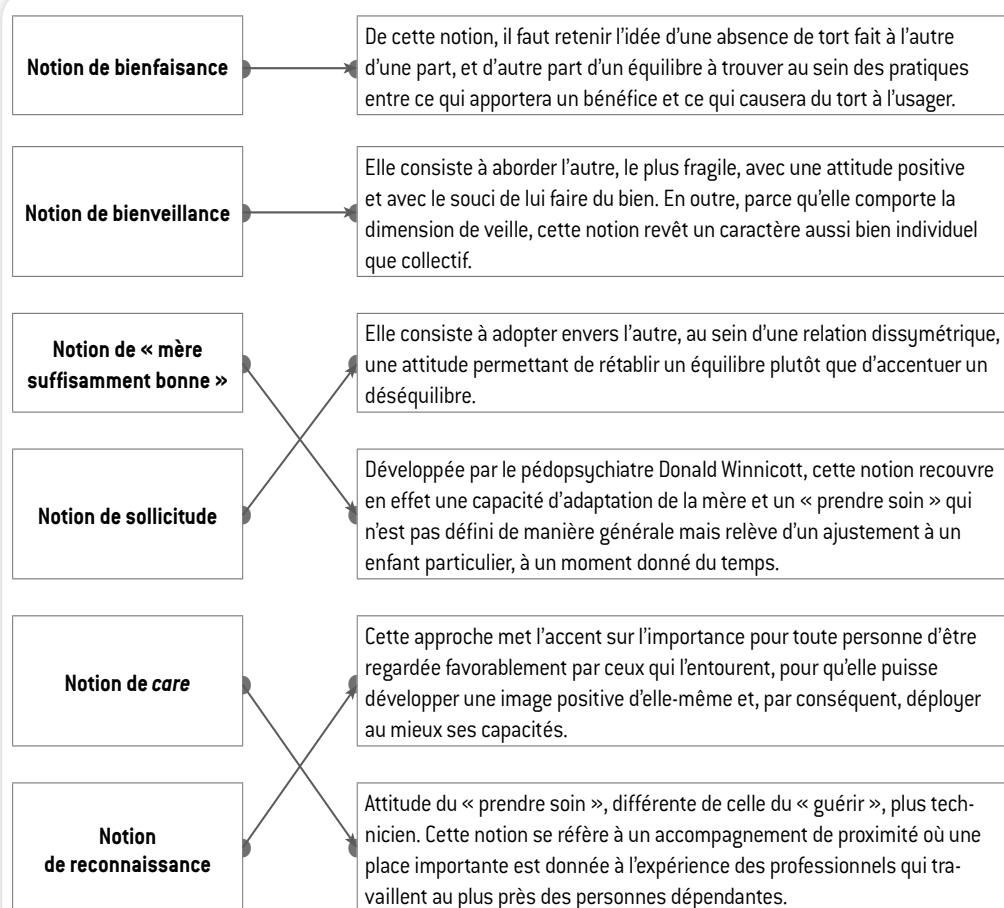 Notion de bienfaisance
De cette notion, il faut retenir l’idée d’une absence de tort fait à l’autre
d’une part, et d’autre part d’un équilibre à trouver au sein des pratiques
entre ce qui apportera un bénéfice et ce qui causera du tort à l’usager.
Notion de bienveillance
Elle consiste à aborder l’autre, le plus fragile, avec une attitude positive
et avec le souci de lui faire du bien. En outre, parce qu’elle comporte la
dimension de veille, cette notion revêt un caractère aussi bien individuel
que collectif.
Notion de « mère
suffisamment bonne »
Elle consiste à adopter envers l’autre, au sein d’une relation dissymétrique,
une attitude permettant de rétablir un équilibre plutôt que d’accentuer un
déséquilibre.
Notion de sollicitude
Développée par le pédopsychiatre Donald Winnicott, cette notion recouvre
en effet une capacité d’adaptation de la mère et un « prendre soin » qui
n’est pas défini de manière générale mais relève d’un ajustement à un
enfant particulier, à un moment donné du temps.
Notion de care
Cette approche met l’accent sur l’importance pour toute personne d’être
regardée favorablement par ceux qui l’entourent, pour qu’elle puisse
développer une image positive d’elle-même et, par conséquent, déployer
au mieux ses capacités.
Notion
de reconnaissance
Attitude du « prendre soin », différente de celle du « guérir », plus tech-
nicien. Cette notion se réfère à un accompagnement de proximité où une
place importante est donnée à l’expérience des professionnels qui tra-
vaillent au plus près des personnes dépendantes.